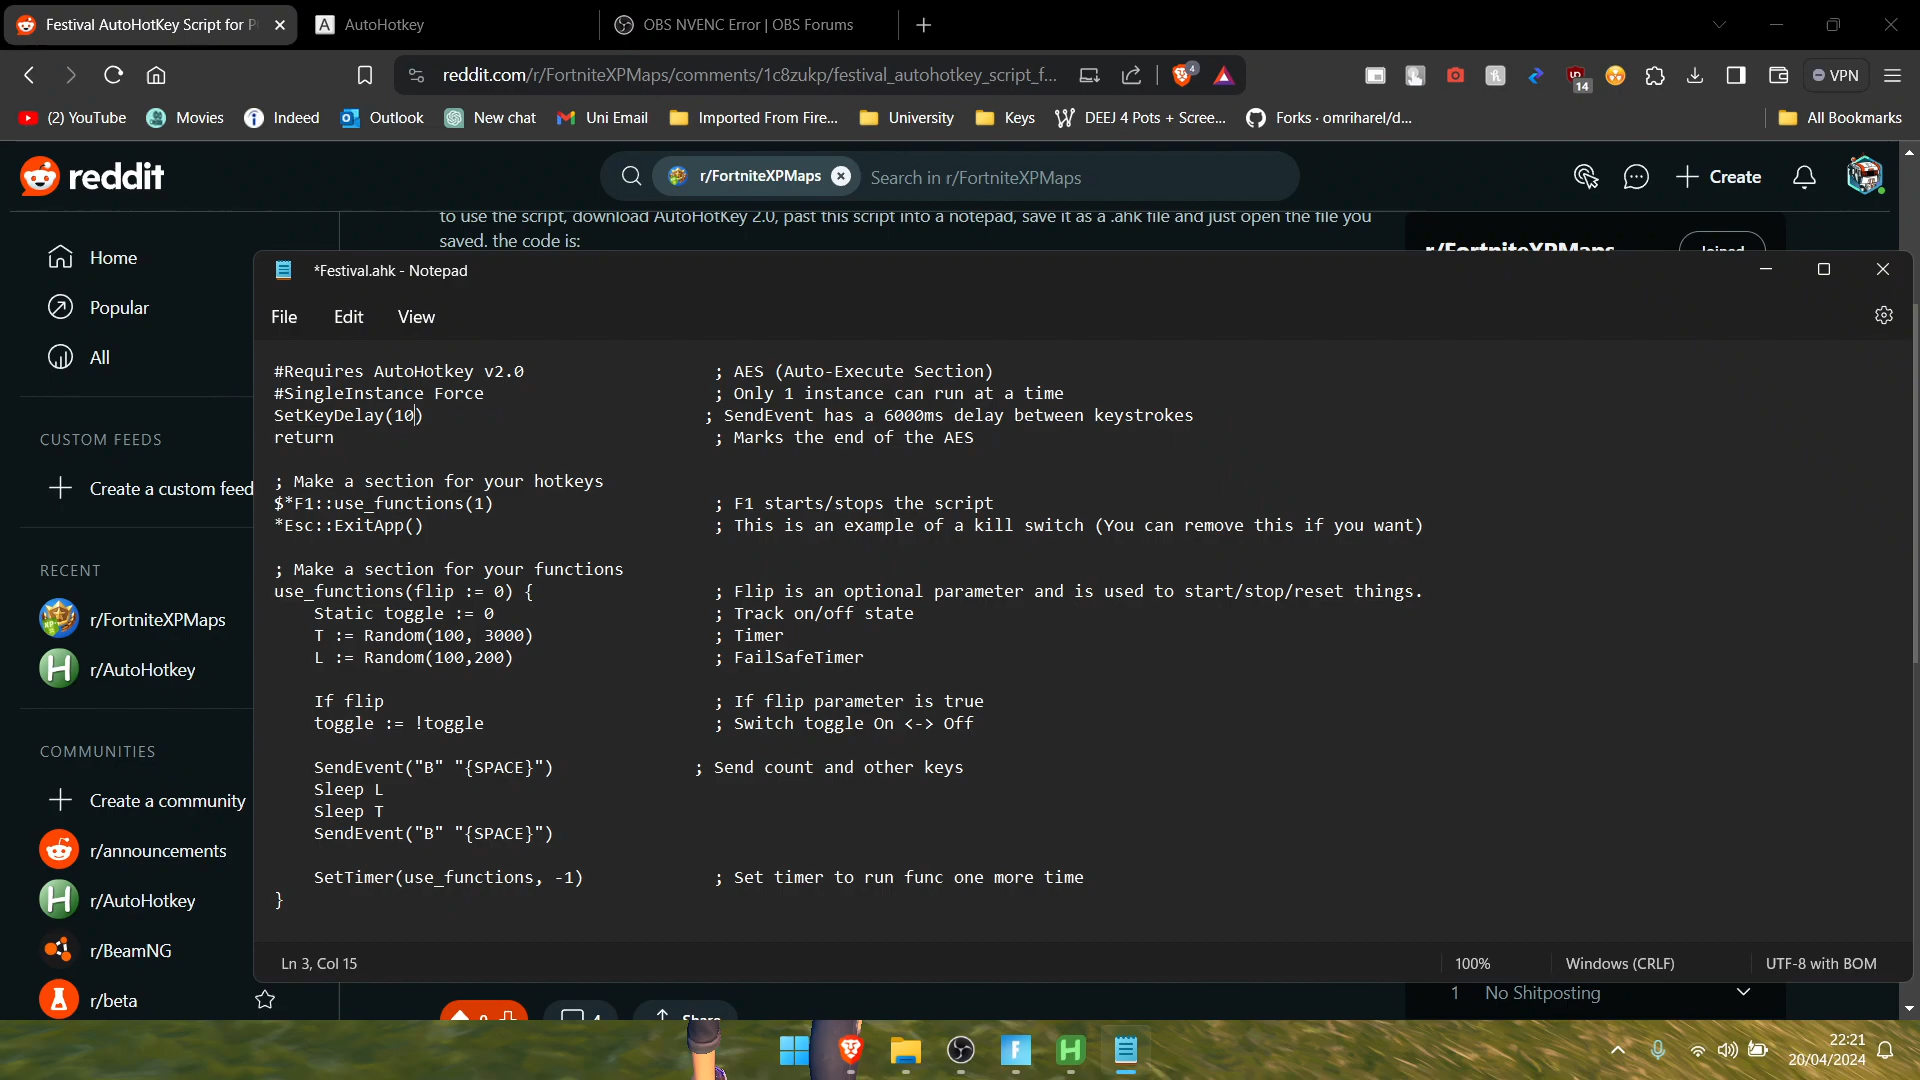 Festival AutoHotKey Script for P
AutoHotkey
OBS NVENC Error | OBS Forums
reddit.com/r/FortniteXPMaps/comments/1c8zukp/festival_autohotkey_script_f...
4
14
VPN
(2) YouTube
Movies
Indeed
Outlook
New chat
Uni Email
Imported From Fire...
University
Keys
DEEJ 4 Pots + Scree...
Forks · omriharel/d...
All Bookmarks
reddit
r/FortniteXPMaps
Search in r/FortniteXPMaps
Create
to use the script, download AutoHotKey 2.0, past this script into a notepad, save it as a .ahk file and just open the file you
saved. the code is:
r/FortniteXPMaps
Joined
Home
Popular
All
CUSTOM FEEDS
Create a custom feed
RECENT
r/FortniteXPMaps
r/AutoHotkey
COMMUNITIES
Create a community
r/announcements
r/AutoHotkey
r/BeamNG
r/beta
*Festival.ahk - Notepad
File Edit View
#Requires AutoHotkey v2.0 ; AES (Auto-Execute Section)
#SingleInstance Force ; Only 1 instance can run at a time
SetKeyDelay(10) ; SendEvent has a 6000ms delay between keystrokes
return ; Marks the end of the AES
; Make a section for your hotkeys
$*F1::use_functions(1) ; F1 starts/stops the script
*Esc::ExitApp() ; This is an example of a kill switch (You can remove this if you want)
; Make a section for your functions
use_functions(flip := 0) { ; Flip is an optional parameter and is used to start/stop/reset things.
Static toggle := 0 ; Track on/off state
T := Random(100, 3000) ; Timer
L := Random(100,200) ; FailSafeTimer
If flip ; If flip parameter is true
toggle := !toggle ; Switch toggle On <-> Off
SendEvent("B" "{SPACE}") ; Send count and other keys
Sleep L
Sleep T
SendEvent("B" "{SPACE}")
SetTimer(use_functions, -1) ; Set timer to run func one more time
}
Ln 3, Col 15
100%
Windows (CRLF)
UTF-8 with BOM
Share
1 No Shitposting
22:21
20/04/2024